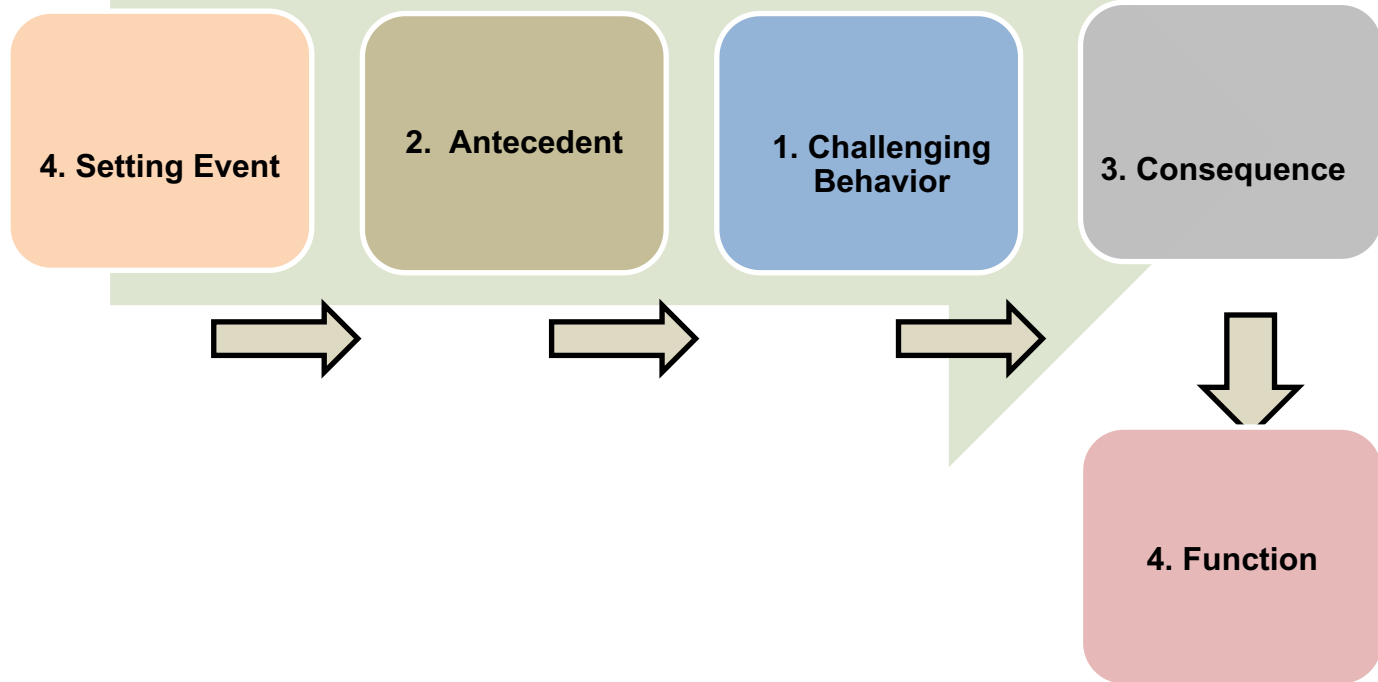 4. Setting Event
2. Antecedent
1. Challenging
Behavior
3. Consequence
4. Function